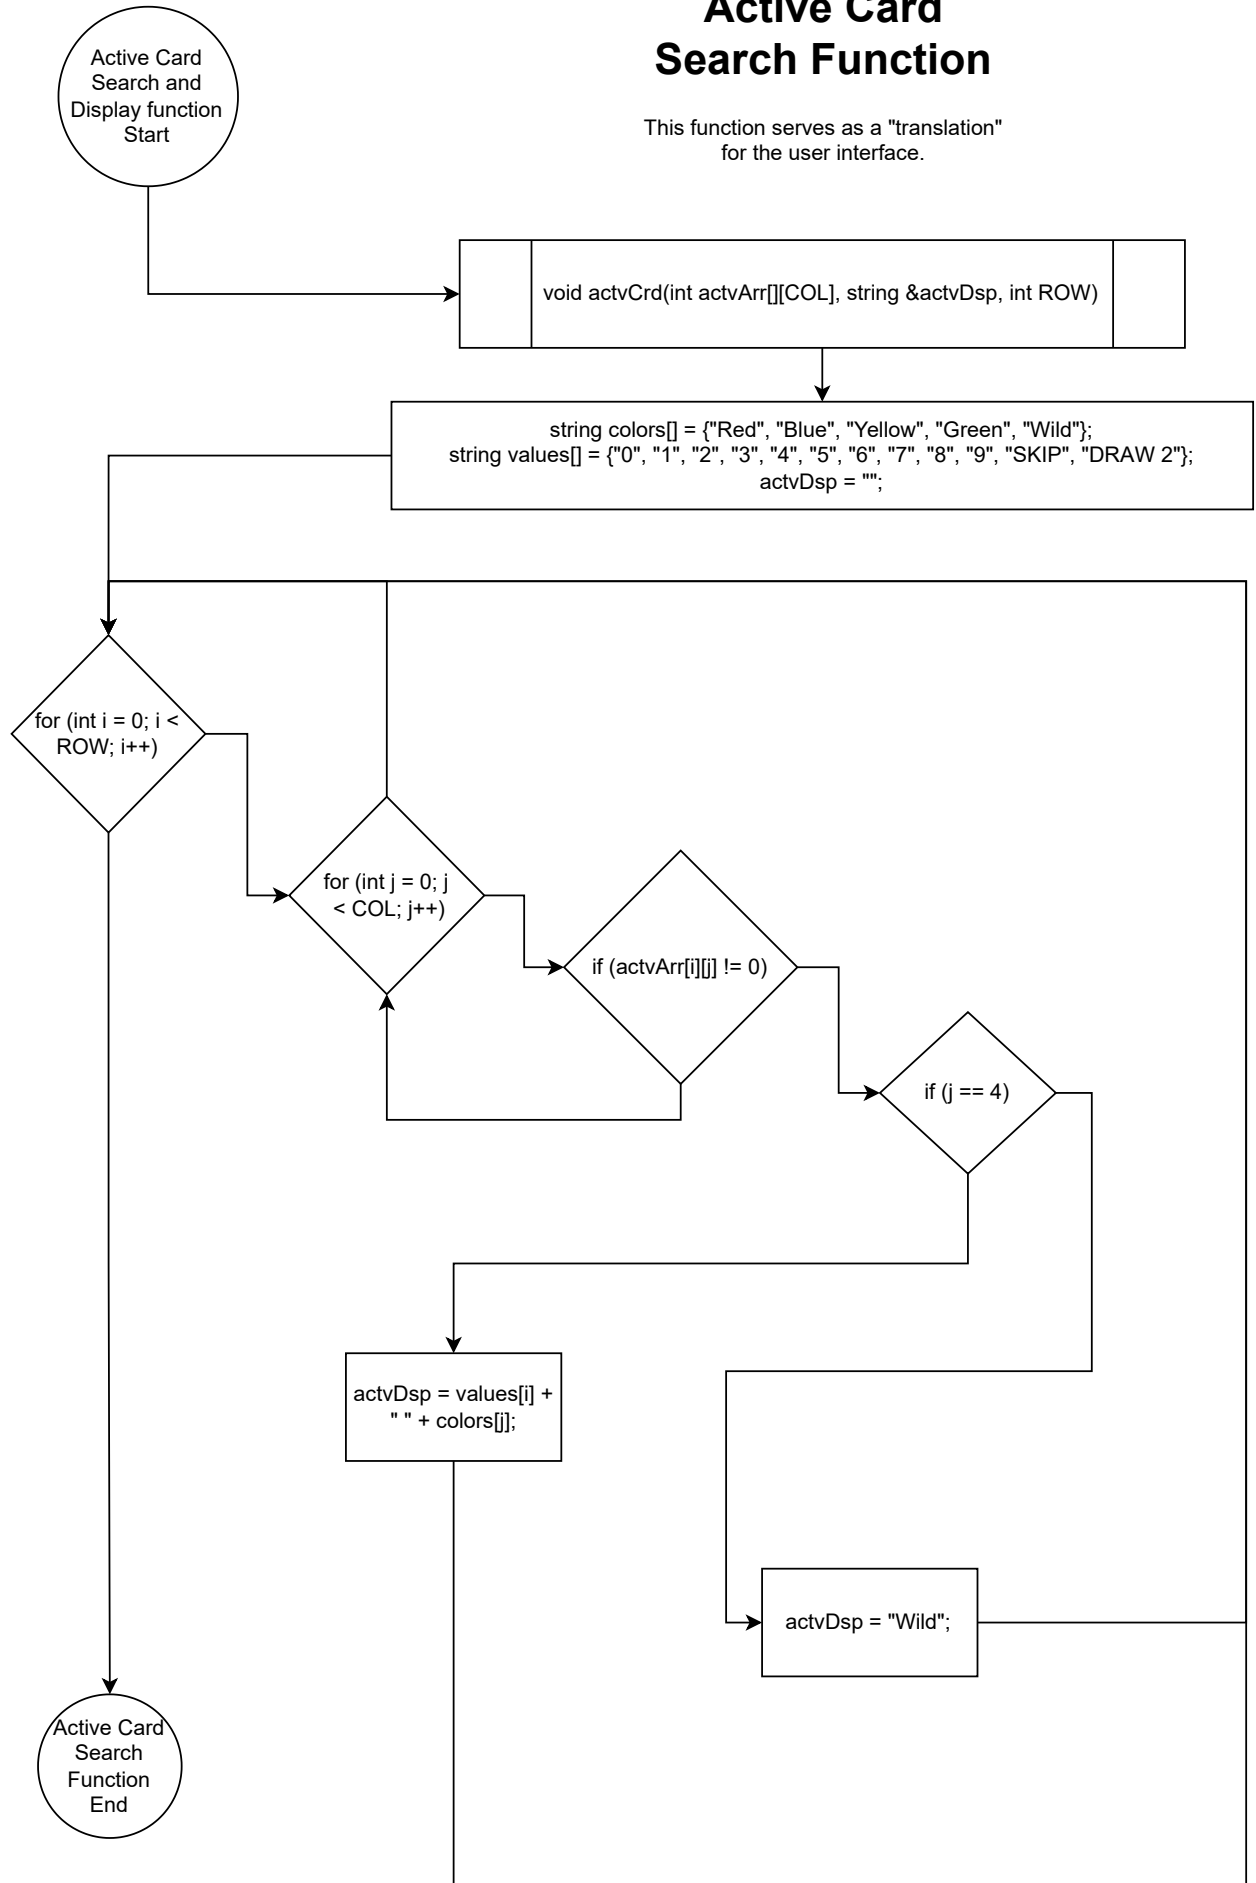 Active Card
Search Function
Active Card
Search and
Display function
Start
This function serves as a "translation"
for the user interface.
void actvCrd(int actvArr[][COL], string &actvDsp, int ROW)
string colors[] = {"Red", "Blue", "Yellow", "Green", "Wild"};
string values[] = {"0", "1", "2", "3", "4", "5", "6", "7", "8", "9", "SKIP", "DRAW 2"};
actvDsp = "";
for (int i = 0; i <
ROW; i++)
for (int j = 0; j
< COL; j++)
if (actvArr[i][j] != 0)
if (j == 4)
actvDsp = values[i] +
" " + colors[j];
actvDsp = "Wild";
Active Card
Search
Function
End